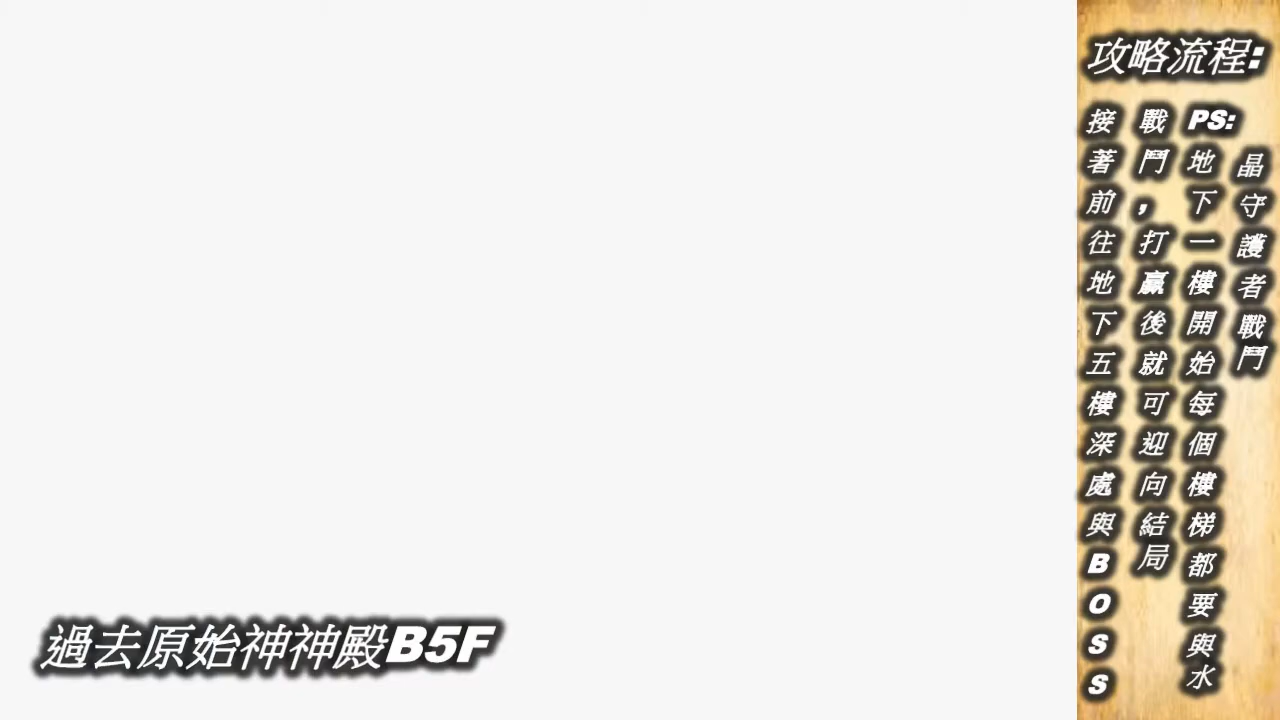 攻略流程:
接著前往地下五樓深處與BOSS
戰鬥，打贏後就可迎向結局
PS:地下一樓開始每個樓梯都要與水
晶守護者戰鬥
過去原始神神殿B5F